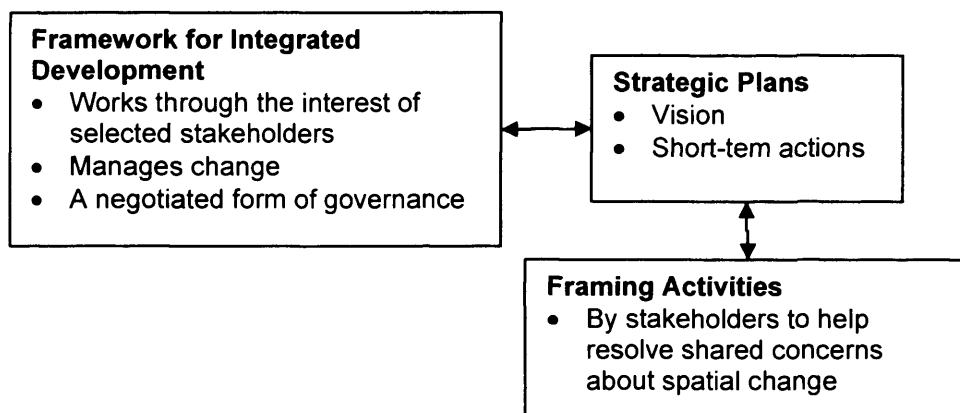 Framework for Integrated
Development
• Works through the interest of
selected stakeholders
• Manages change
• A negotiated form of governance
Strategic Plans
• Vision
• Short-tem actions
Framing Activities
• By stakeholders to help
resolve shared concerns
about spatial change